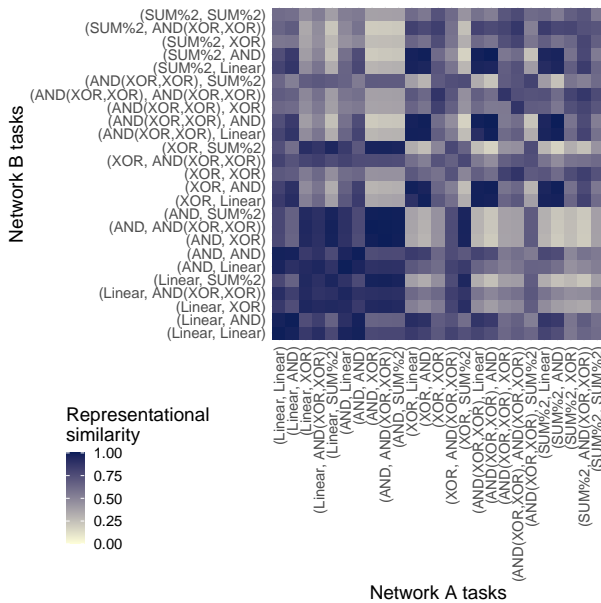 (SUM%2, SUM%2)
(SUM%2, AND(XOR,XOR))
(SUM%2, XOR)
(SUM%2, AND)
(SUM%2, Linear)
(AND(XOR,XOR), SUM%2)
(AND(XOR,XOR), AND(XOR,XOR))
(AND(XOR,XOR), XOR)
(AND(XOR,XOR), AND)
(AND(XOR,XOR), Linear)
(XOR, SUM%2)
(XOR, AND(XOR,XOR))
(XOR, XOR)
(XOR, AND)
(XOR, Linear)
(AND, SUM%2)
(AND, AND(XOR,XOR))
(AND, XOR)
(AND, AND)
(AND, Linear)
(Linear, SUM%2)
(Linear, AND(XOR,XOR))
(Linear, XOR)
(Linear, AND)
(Linear, Linear)
Network B tasks
(Linear, Linear)
(Linear, AND)
(Linear, XOR)
(Linear, AND(XOR,XOR))
(Linear, SUM%2)
(AND, Linear)
(AND, AND)
(AND, XOR)
(AND, AND(XOR,XOR))
(AND, SUM%2)
(XOR, Linear)
(XOR, AND)
(XOR, XOR)
(XOR, AND(XOR,XOR))
(XOR, SUM%2)
(AND(XOR,XOR), Linear)
(AND(XOR,XOR), AND)
(AND(XOR,XOR), XOR)
(AND(XOR,XOR), AND(XOR,XOR))
(AND(XOR,XOR), SUM%2)
(SUM%2, Linear)
(SUM%2, AND)
(SUM%2, XOR)
(SUM%2, AND(XOR,XOR))
(SUM%2, SUM%2)
Network A tasks
Representational
similarity
1.00
0.75
0.50
0.25
0.00